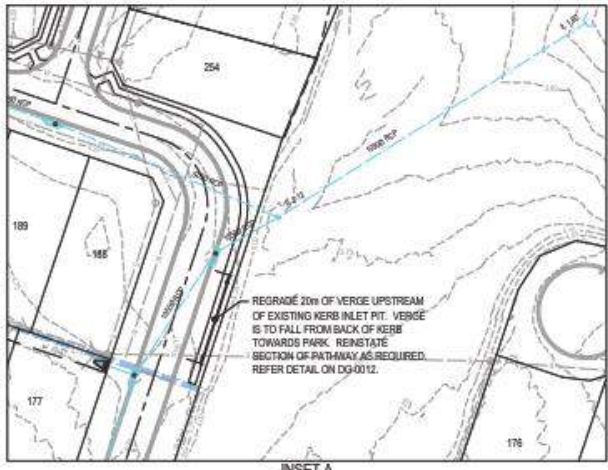 254
189
188
177
176
REGRADE 20m OF VERGE UPSTREAM
OF EXISTING KERB INLET PIT. VERGE
IS TO FALL FROM BACK OF KERB
TOWARDS PARK. REINSTATE
SECTION OF PATHWAY AS REQUIRED.
REFER DETAIL ON DG-0012.
INSET A